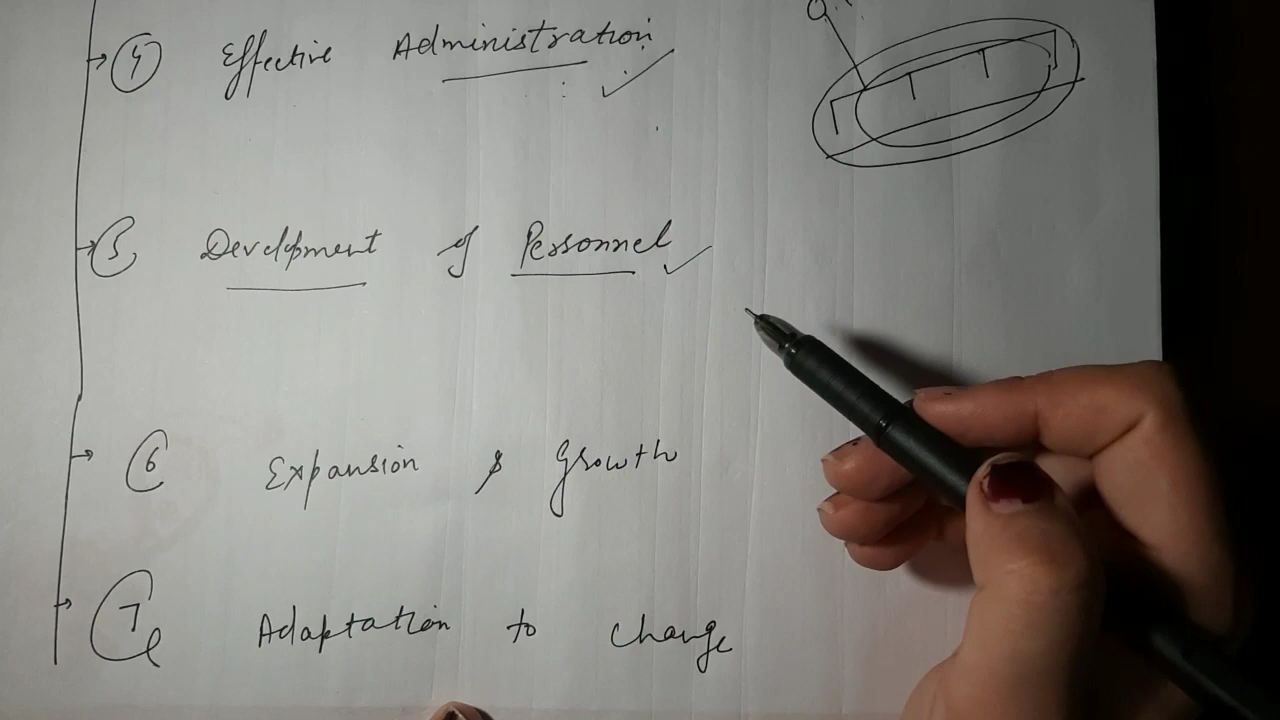 4 Effective Administration
5 Development of Personnel
6 Expansion & Growth
7 Adaptation to change